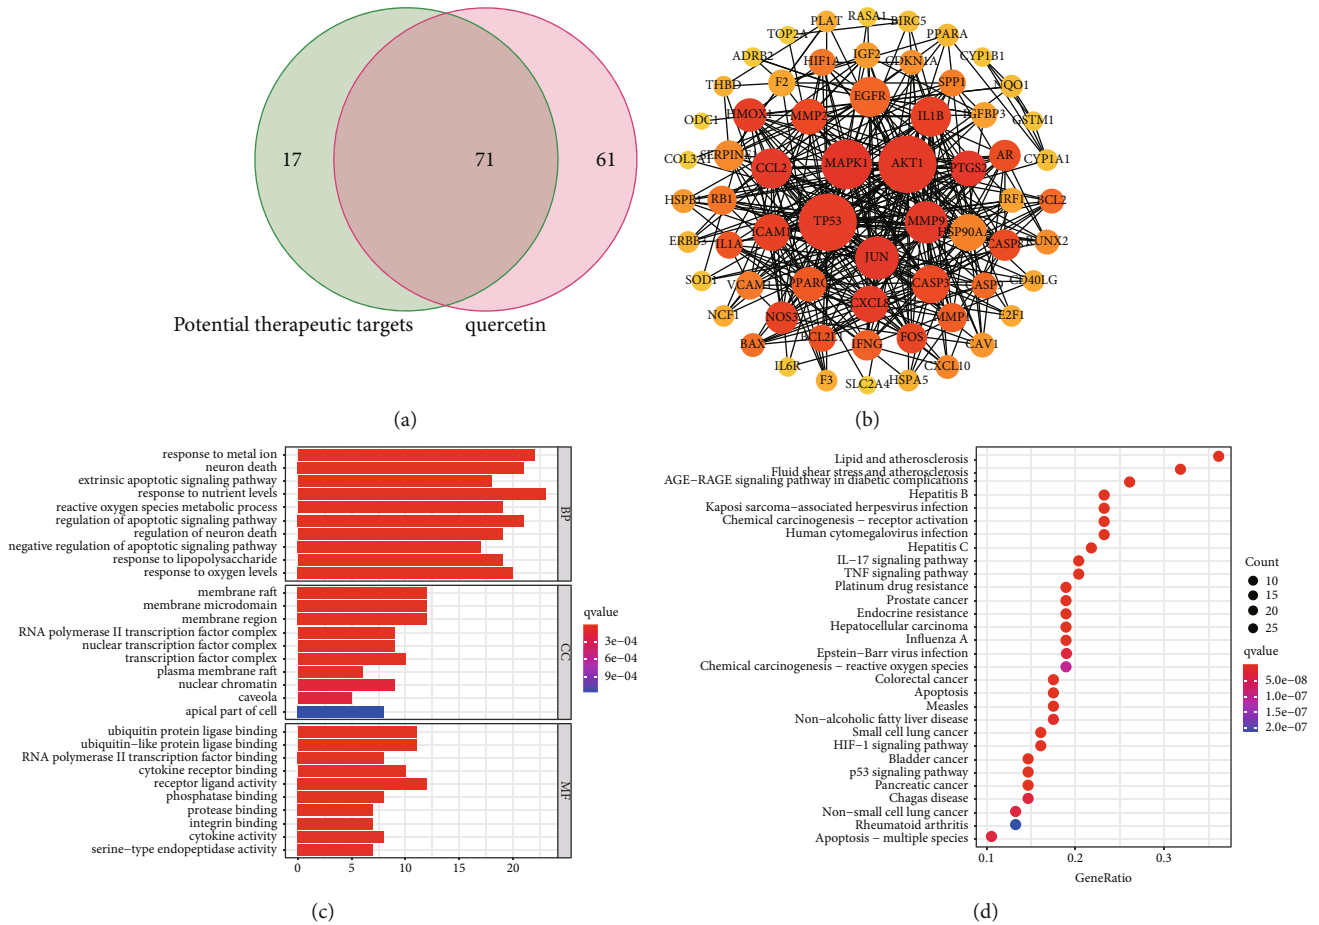 17
71
61
Potential therapeutic targets
quercetin
(a)
RASA1
PLAT
BIRC5
TOP2A
PPARA
ADRB2
HIF1A
IGF2
CDKN1A
CYP1B1
THBD
F2
EGFR
SPP1
NQO1
ODC1
HMOX1
MMP2
IL1B
IGFBP3
GSTM1
COL3A1
SERPINE1
CCL2
MAPK1
AKT1
PTGS2
AR
CYP1A1
HSPB1
RB1
TP53
MMP9
IRF1
BCL2
ERBB3
IL1A
ICAM1
JUN
HSP90AA1
CASP8
RUNX2
SOD1
VCAM1
PPARG
CXCL8
CASP3
CASP9
CD40LG
NCF1
NOS3
MMP1
E2F1
BAX
BCL2L1
IFNG
FOS
CAV1
IL6R
F3
SLC2A4
HSPA5
CXCL10
(b)
response to metal ion
neuron death
extrinsic apoptotic signaling pathway
response to nutrient levels
reactive oxygen species metabolic process
regulation of apoptotic signaling pathway
regulation of neuron death
negative regulation of apoptotic signaling pathway
response to lipopolysaccharide
response to oxygen levels
BP
membrane raft
membrane microdomain
membrane region
RNA polymerase II transcription factor complex
nuclear transcription factor complex
transcription factor complex
plasma membrane raft
nuclear chromatin
caveola
apical part of cell
CC
ubiquitin protein ligase binding
ubiquitin−like protein ligase binding
RNA polymerase II transcription factor binding
cytokine receptor binding
receptor ligand activity
phosphatase binding
protease binding
integrin binding
cytokine activity
serine−type endopeptidase activity
MF
0 5 10 15 20
qvalue
3e−04
6e−04
9e−04
(c)
Lipid and atherosclerosis
Fluid shear stress and atherosclerosis
AGE−RAGE signaling pathway in diabetic complications
Hepatitis B
Kaposi sarcoma−associated herpesvirus infection
Chemical carcinogenesis − receptor activation
Human cytomegalovirus infection
Hepatitis C
IL−17 signaling pathway
TNF signaling pathway
Platinum drug resistance
Prostate cancer
Endocrine resistance
Hepatocellular carcinoma
Influenza A
Epstein−Barr virus infection
Chemical carcinogenesis − reactive oxygen species
Colorectal cancer
Apoptosis
Measles
Non−alcoholic fatty liver disease
Small cell lung cancer
HIF−1 signaling pathway
Bladder cancer
p53 signaling pathway
Pancreatic cancer
Chagas disease
Non−small cell lung cancer
Rheumatoid arthritis
Apoptosis − multiple species
0.1 0.2 0.3
GeneRatio
Count
10
15
20
25
qvalue
5.0e−08
1.0e−07
1.5e−07
2.0e−07
(d)